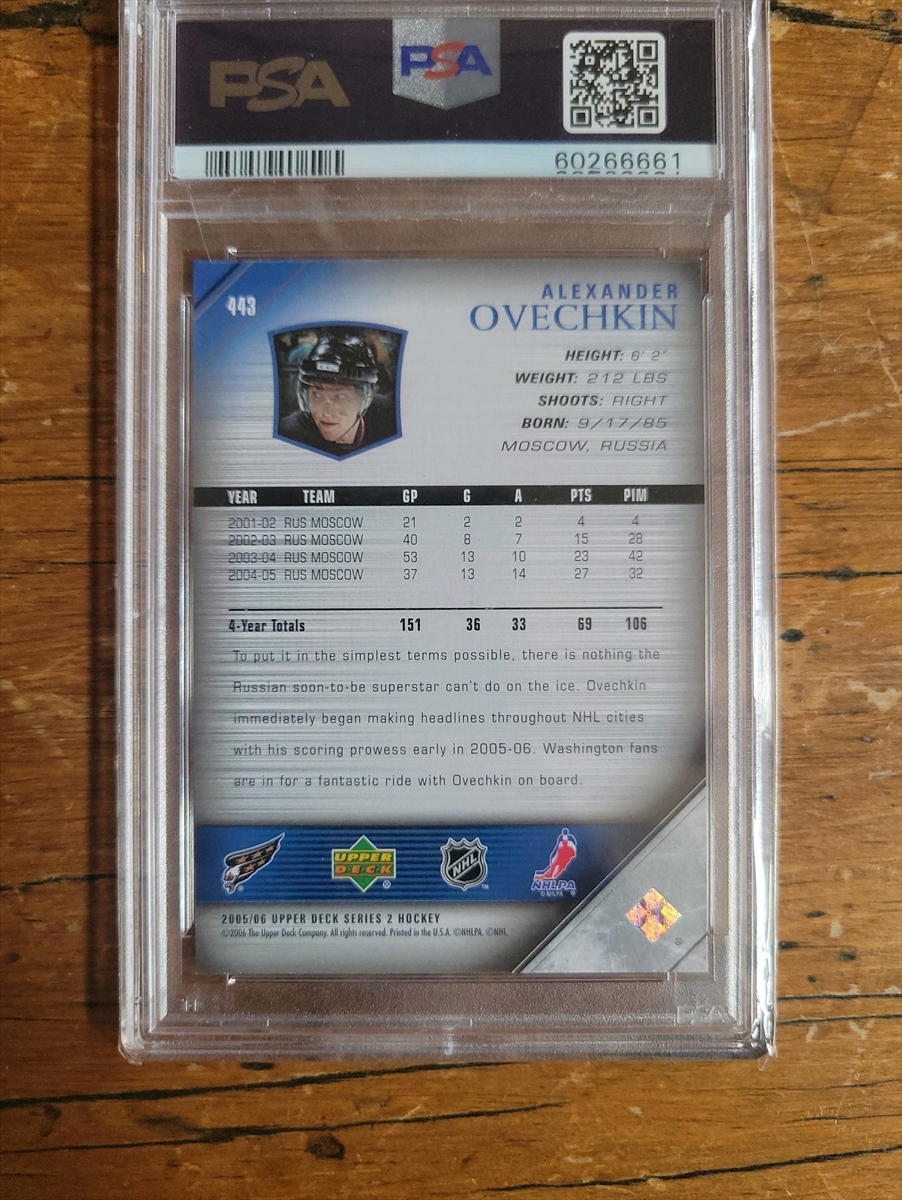 PSA PSA
60266661
443
ALEXANDER
OVECHKIN
HEIGHT: 6' 2"
WEIGHT: 212 LBS
SHOOTS: RIGHT
BORN: 9/17/85
MOSCOW, RUSSIA
YEAR TEAM GP G A PTS PIM
2001-02 RUS MOSCOW 21 2 2 4 4
2002-03 RUS MOSCOW 40 8 7 15 28
2003-04 RUS MOSCOW 53 13 10 23 42
2004-05 RUS MOSCOW 37 13 14 27 32
4-Year Totals 151 36 33 69 106
To put it in the simplest terms possible, there is nothing the
Russian soon-to-be superstar can't do on the ice. Ovechkin
immediately began making headlines throughout NHL cities
with his scoring prowess early in 2005-06. Washington fans
are in for a fantastic ride with Ovechkin on board.
UPPER
DECK
®
NHL
™
NHLPA
© NHLPA ®
2005/06 UPPER DECK SERIES 2 HOCKEY
©2006 The Upper Deck Company. All rights reserved. Printed in the U.S.A. ©NHLPA. ©NHL.
PSA